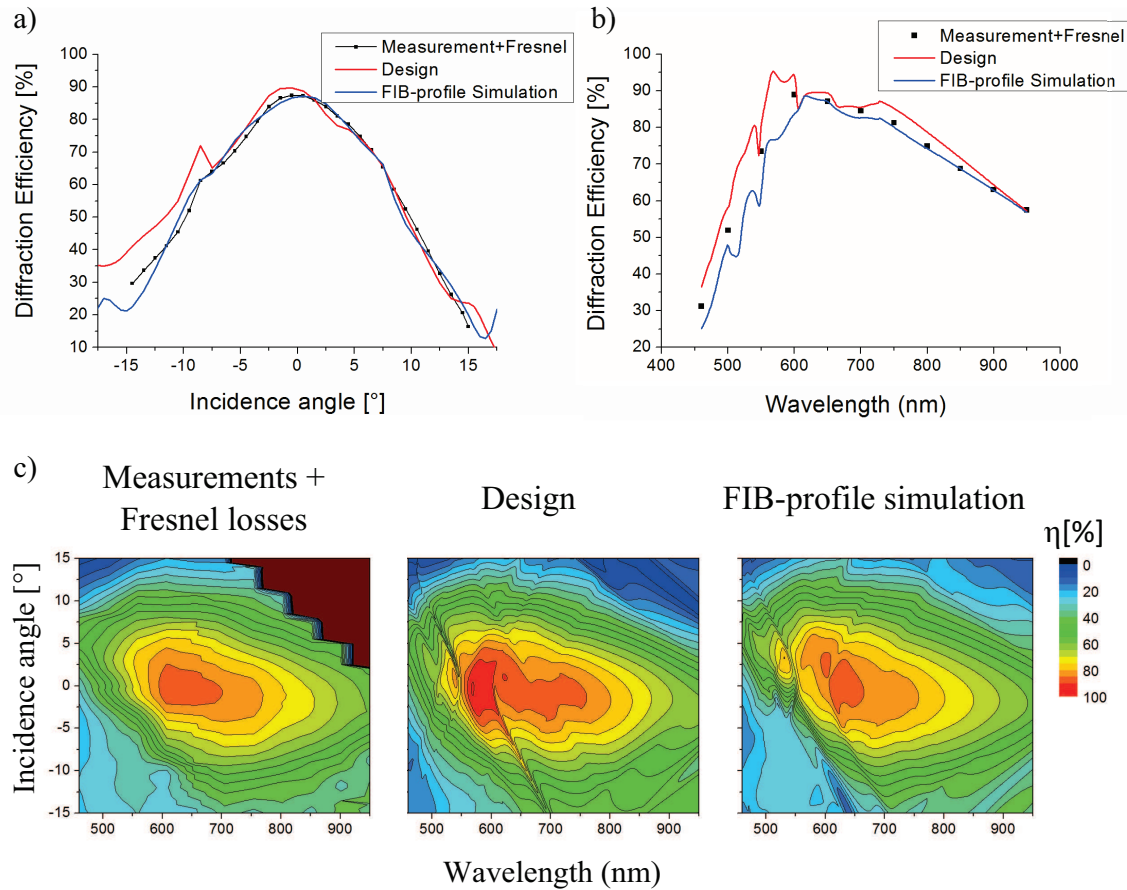 a)
Measurement+Fresnel
Design
FIB-profile Simulation
Diffraction Efficiency [%]
100
90
80
70
60
50
40
30
20
10
-15 -10 -5 0 5 10 15
Incidence angle [°]
b)
Measurement+Fresnel
Design
FIB-profile Simulation
Diffraction Efficiency [%]
100
90
80
70
60
50
40
30
20
400 500 600 700 800 900 1000
Wavelength (nm)
c)
Measurements +
Fresnel losses
Design
FIB-profile simulation
η[%]
0
20
40
60
80
100
Incidence angle [°]
15
10
5
0
-5
-10
-15
500 600 700 800 900
500 600 700 800 900
500 600 700 800 900
Wavelength (nm)